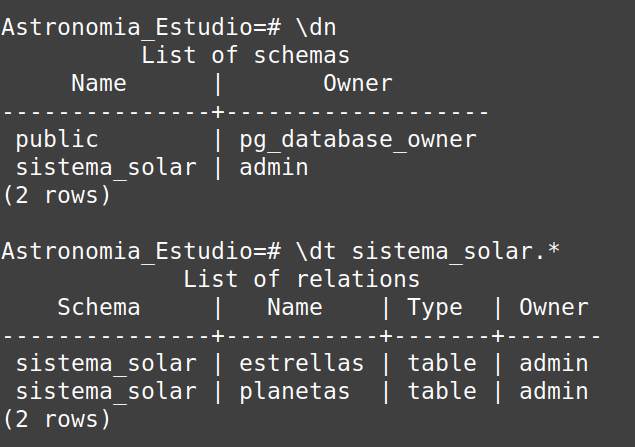 Astronomia_Estudio=# \dn
          List of schemas
     Name      |       Owner
---------------+-------------------
 public        | pg_database_owner
 sistema_solar | admin
(2 rows)

Astronomia_Estudio=# \dt sistema_solar.*
             List of relations
    Schema     |   Name    | Type  | Owner
---------------+-----------+-------+-------
 sistema_solar | estrellas | table | admin
 sistema_solar | planetas  | table | admin
(2 rows)